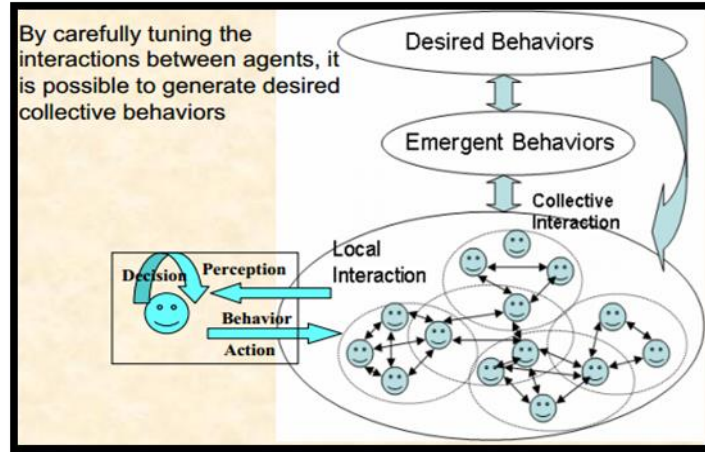 By carefully tuning the
interactions between agents, it
is possible to generate desired
collective behaviors
Desired Behaviors
Emergent Behaviors
Collective
Interaction
Local
Interaction
Decision
Perception
Behavior
Action